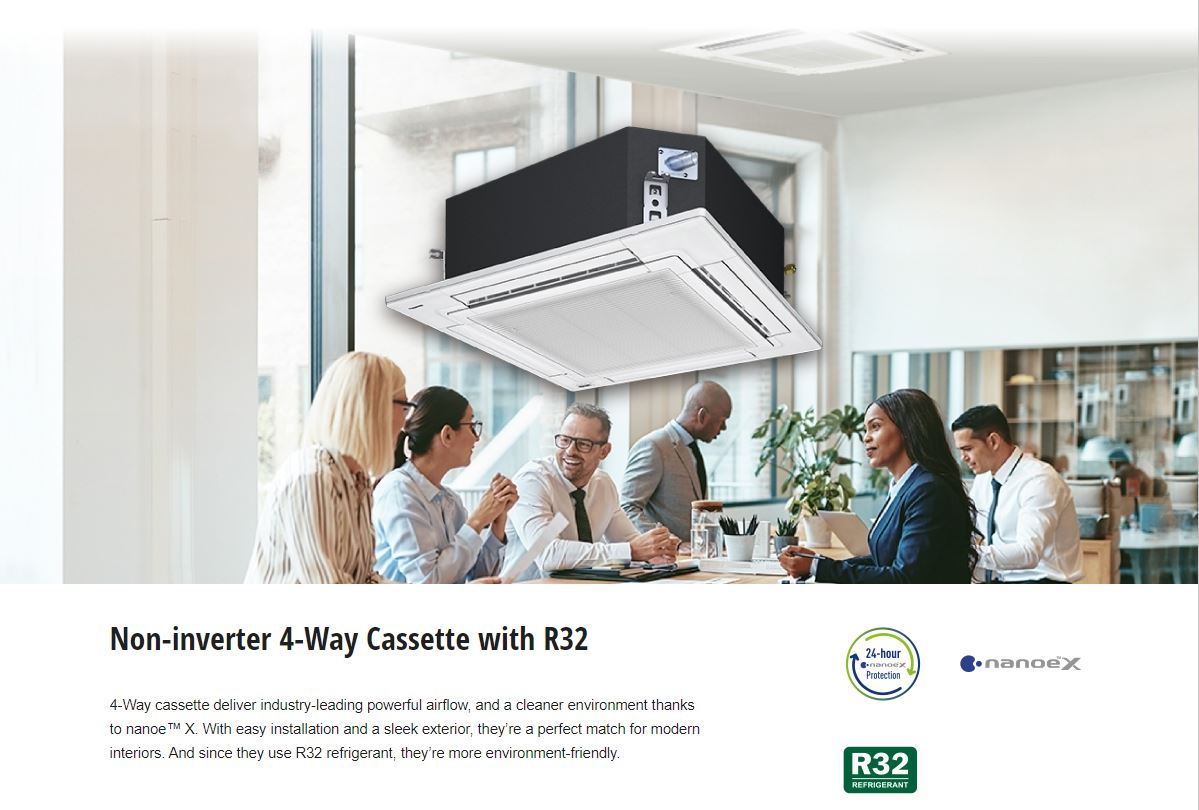 Non-inverter 4-Way Cassette with R32
4-Way cassette deliver industry-leading powerful airflow, and a cleaner environment thanks
to nanoe™ X. With easy installation and a sleek exterior, they’re a perfect match for modern
interiors. And since they use R32 refrigerant, they’re more environment-friendly.
24-hour
nanoeX
Protection
nanoe™X
R32
REFRIGERANT